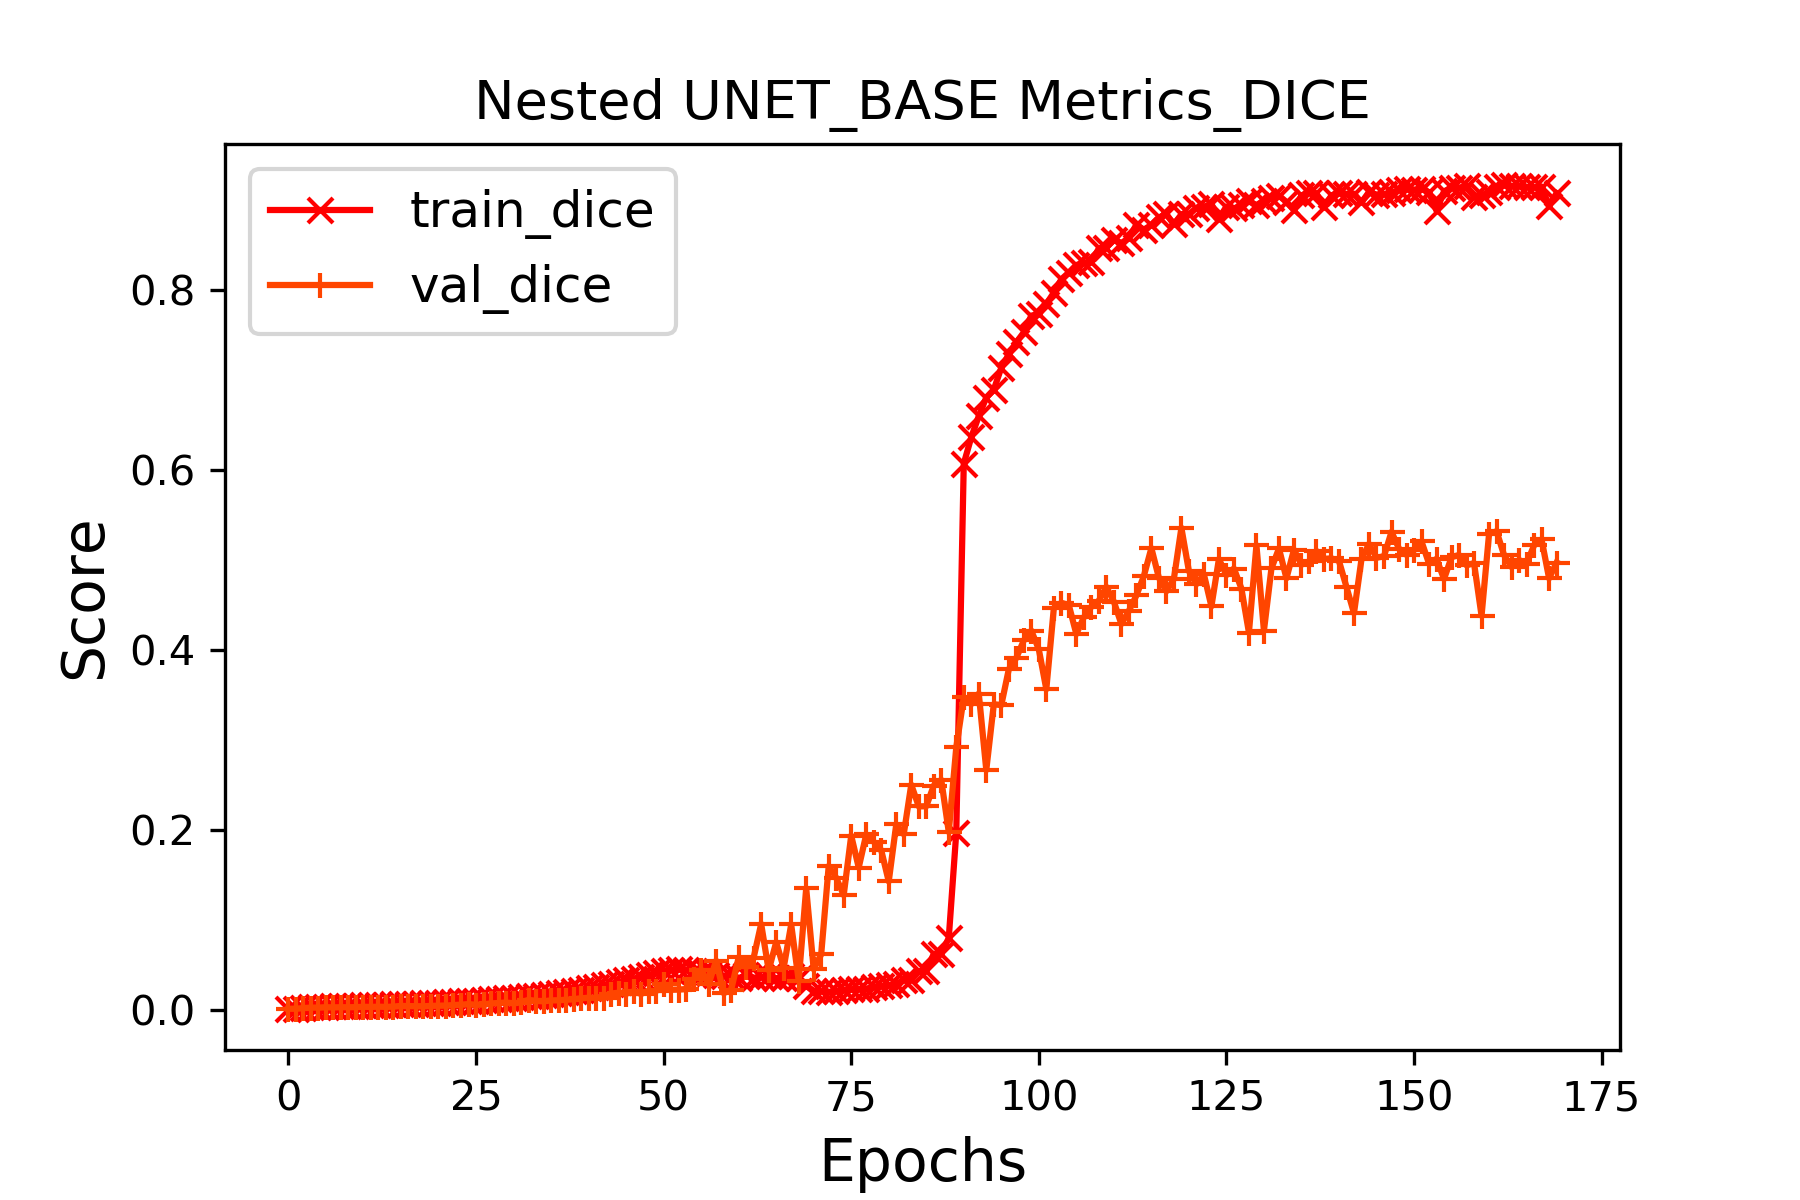 Nested UNET_BASE Metrics_DICE
train_dice
val_dice
Score
0.8
0.6
0.4
0.2
0.0
0 25 50 75 100 125 150 175
Epochs